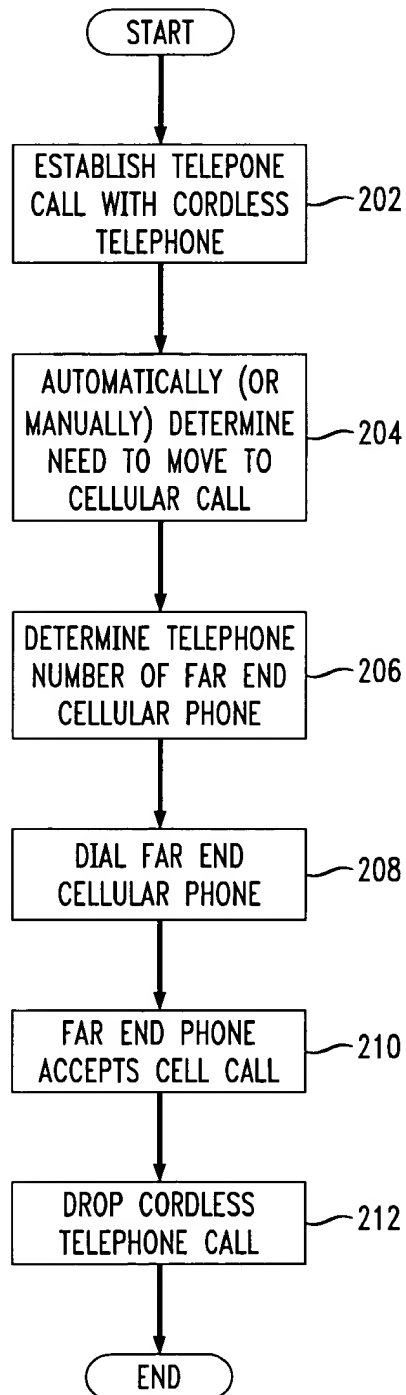 START
ESTABLISH TELEPONE
CALL WITH CORDLESS
TELEPHONE
202
AUTOMATICALLY (OR
MANUALLY) DETERMINE
NEED TO MOVE TO
CELLULAR CALL
204
DETERMINE TELEPHONE
NUMBER OF FAR END
CELLULAR PHONE
206
DIAL FAR END
CELLULAR PHONE
208
FAR END PHONE
ACCEPTS CELL CALL
210
DROP CORDLESS
TELEPHONE CALL
212
END